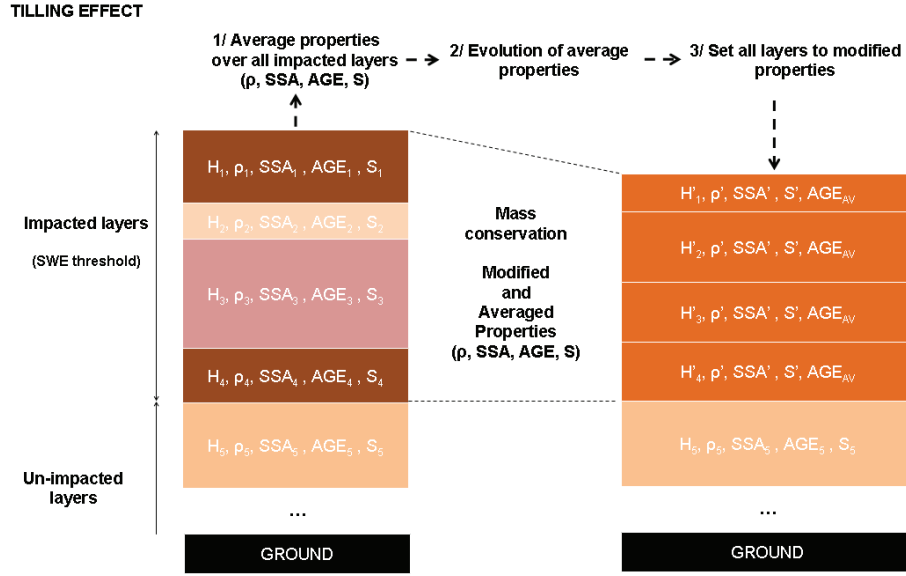 TILLING EFFECT
1/ Average properties
over all impacted layers
(ρ, SSA, AGE, S)
2/ Evolution of average
properties
3/ Set all layers to modified
properties
Impacted layers
(SWE threshold)
H₁, ρ₁, SSA₁ , AGE₁ , S₁
H₂, ρ₂, SSA₂ , AGE₂ , S₂
H₃, ρ₃, SSA₃ , AGE₃ , S₃
H₄, ρ₄, SSA₄ , AGE₄ , S₄
Un-impacted
layers
H₅, ρ₅, SSA₅ , AGE₅ , S₅
...
GROUND
Mass
conservation
Modified
and
Averaged
Properties
(ρ, SSA, AGE, S)
H'₁, ρ', SSA' , S', AGE_AV
H'₂, ρ', SSA' , S', AGE_AV
H'₃, ρ', SSA' , S', AGE_AV
H'₄, ρ', SSA' , S', AGE_AV
H₅, ρ₅, SSA₅ , AGE₅ , S₅
...
GROUND